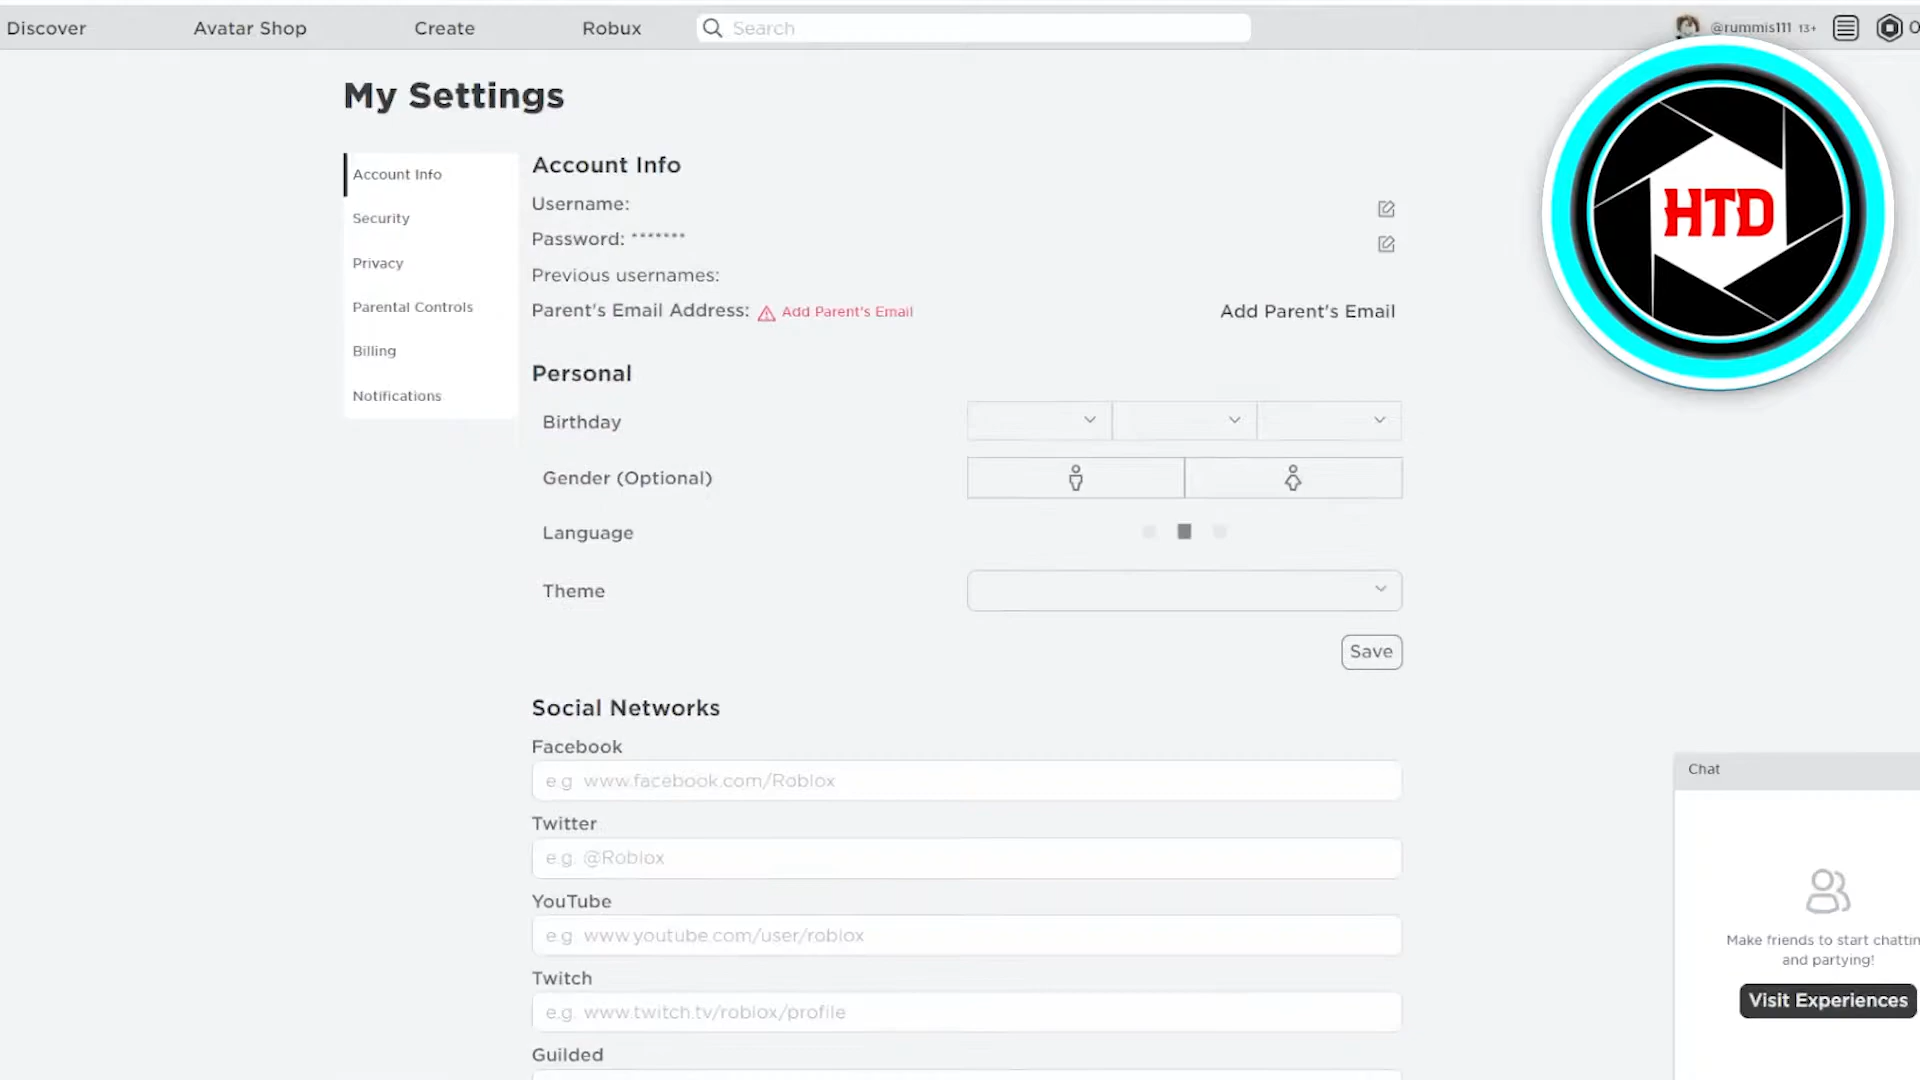 Discover Avatar Shop Create Robux Search @rummis111 13+
My Settings
Account Info
Security
Privacy
Parental Controls
Billing
Notifications
Account Info
Username:
Password: *******
Previous usernames:
Parent's Email Address: Add Parent's Email Add Parent's Email
Personal
Birthday
Gender (Optional)
Language
Theme
Save
Social Networks
Facebook
e.g. www.facebook.com/Roblox
Twitter
e.g. @Roblox
YouTube
e.g. www.youtube.com/user/roblox
Twitch
e.g. www.twitch.tv/roblox/profile
Guilded
HTD
Chat
Make friends to start chattin
and partying!
Visit Experiences